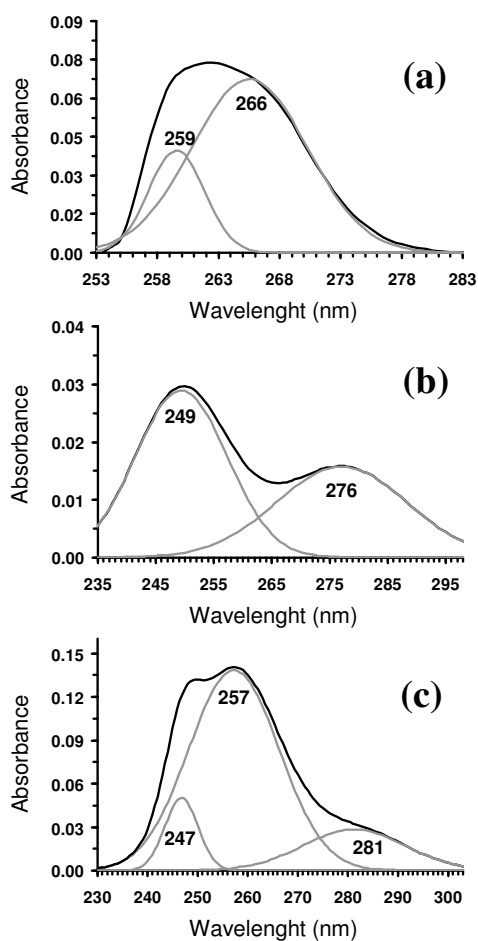 0.09
0.08
0.06
0.05
0.03
0.02
0.00
Absorbance
(a)
259
266
253 258 263 268 273 278 283
Wavelenght (nm)
0.04
0.03
0.02
0.01
0.00
Absorbance
(b)
249
276
235 245 255 265 275 285 295
Wavelenght (nm)
0.15
0.12
0.09
0.06
0.03
0.00
Absorbance
(c)
257
247
281
230 240 250 260 270 280 290 300
Wavelenght (nm)